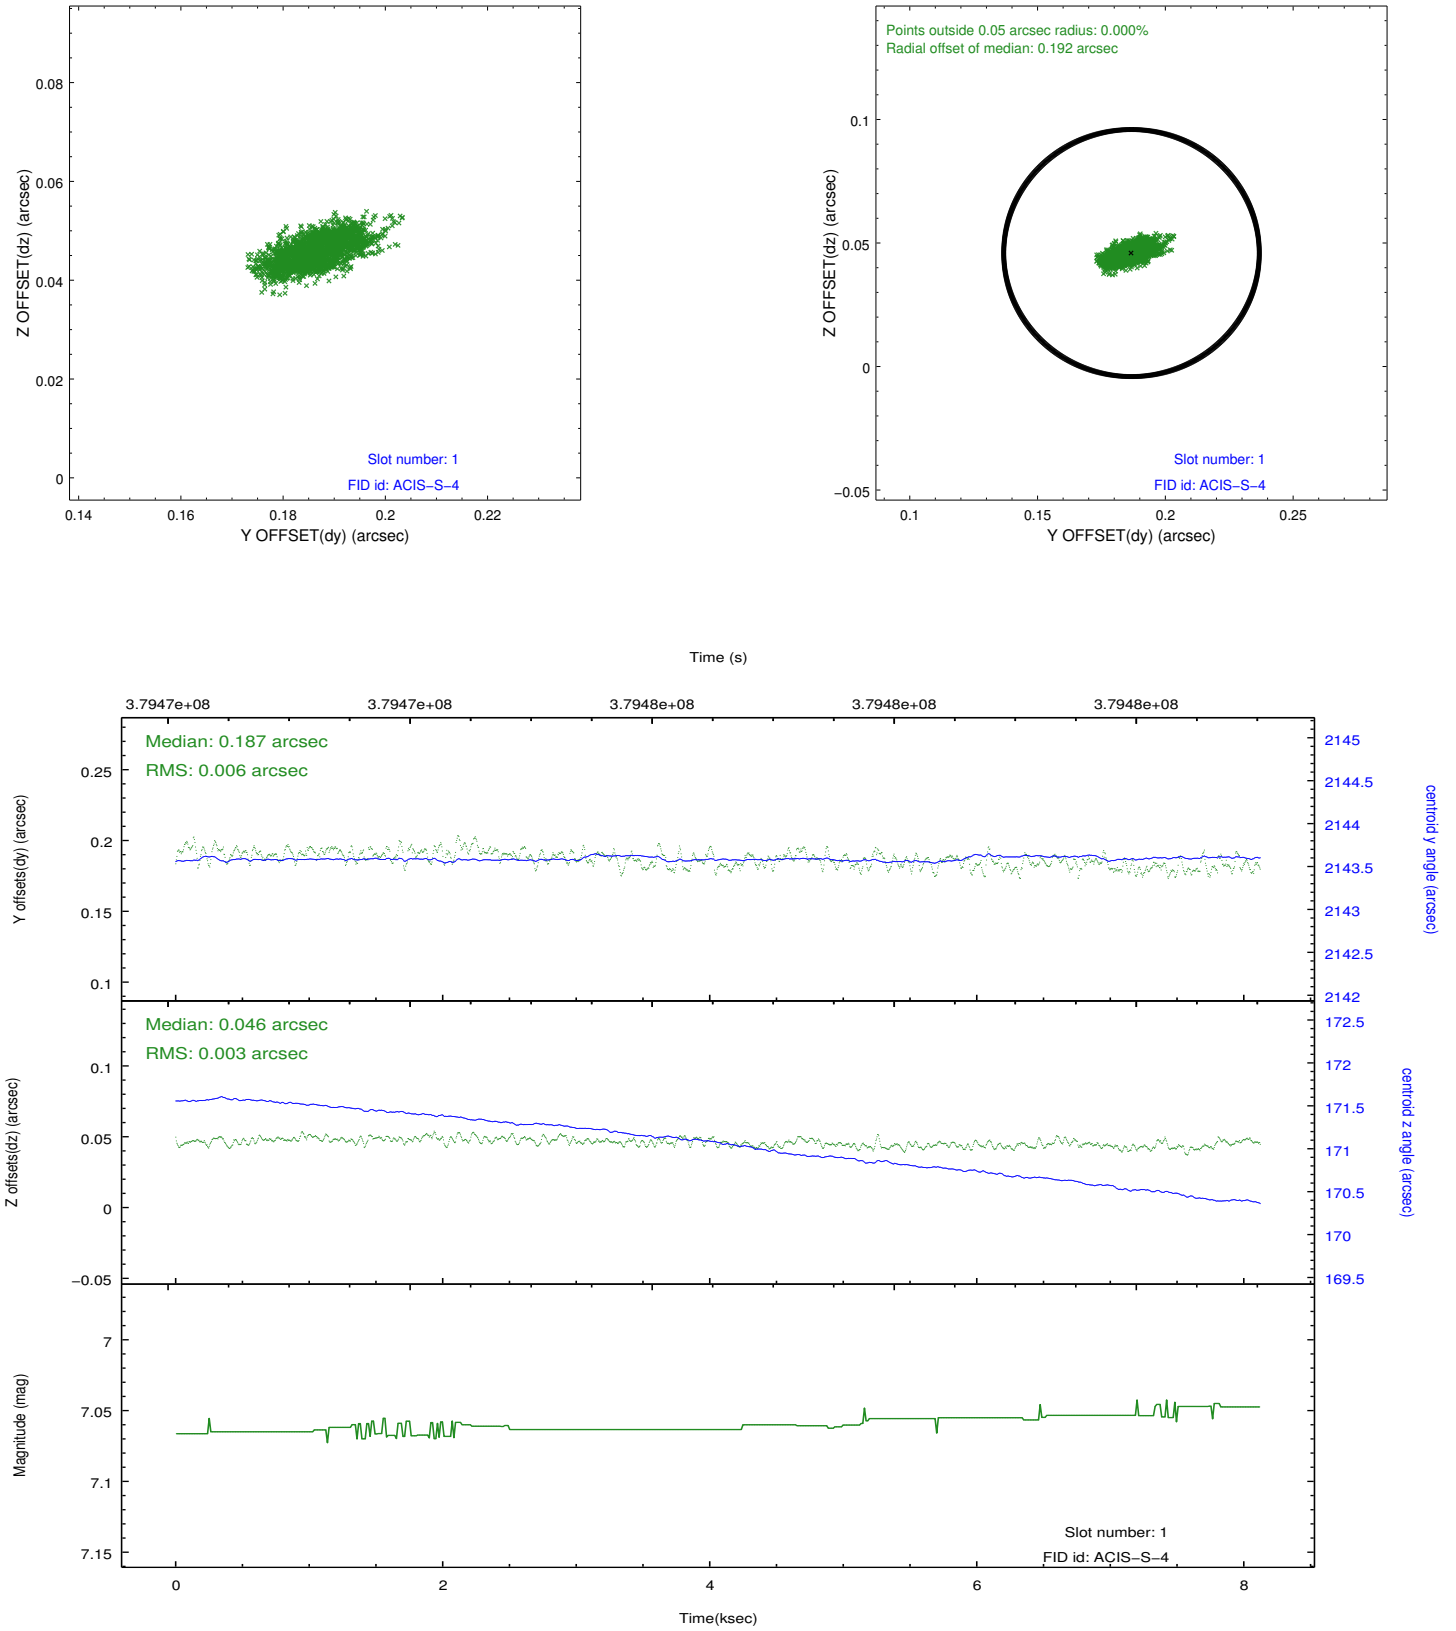 0.08
0.06
0.04
0.02
0
Z OFFSET(dz) (arcsec)
Slot number: 1
FID id: ACIS−S−4
0.14
0.16
0.18
0.2
0.22
Y OFFSET(dy) (arcsec)
Points outside 0.05 arcsec radius: 0.000%
Radial offset of median: 0.192 arcsec
0.1
0.05
0
−0.05
Z OFFSET(dz) (arcsec)
Slot number: 1
FID id: ACIS−S−4
0.1
0.15
0.2
0.25
Y OFFSET(dy) (arcsec)
Time (s)
3.7947e+08
3.7947e+08
3.7948e+08
3.7948e+08
3.7948e+08
Median: 0.187 arcsec
RMS: 0.006 arcsec
0.25
0.2
0.15
0.1
Y offsets(dy) (arcsec)
2145
2144.5
2144
2143.5
2143
2142.5
2142
centroid y angle (arcsec)
Median: 0.046 arcsec
RMS: 0.003 arcsec
0.1
0.05
0
−0.05
Z offsets(dz) (arcsec)
172.5
172
171.5
171
170.5
170
169.5
centroid z angle (arcsec)
7
7.05
7.1
7.15
Magnitude (mag)
Slot number: 1
FID id: ACIS−S−4
0
2
4
6
8
Time(ksec)